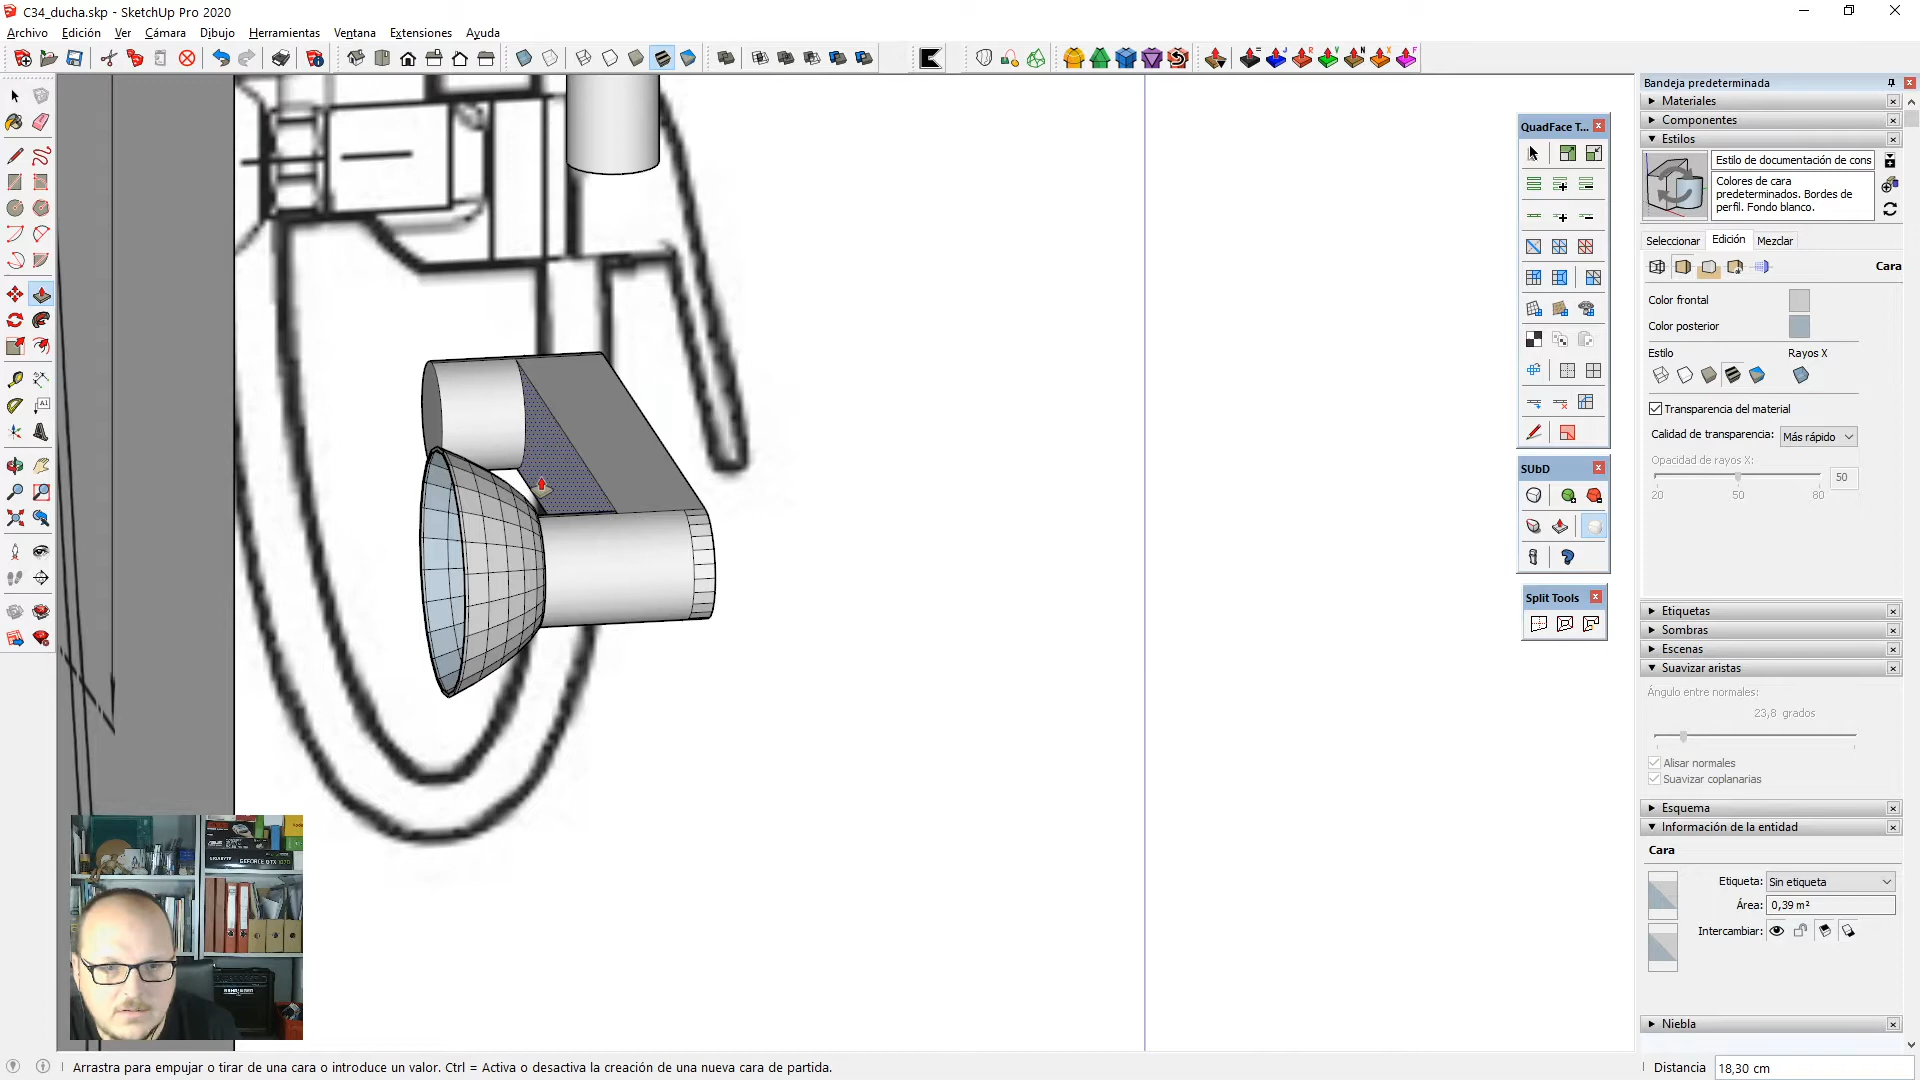 C34_ducha.skp - SketchUp Pro 2020
Archivo Edición Ver Cámara Dibujo Herramientas Ventana Extensiones Ayuda
Bandeja predeterminada
Materiales
Componentes
Estilos
Estilo de documentación de cons
Colores de cara
predeterminados. Bordes de
perfil. Fondo blanco.
Seleccionar Edición Mezclar
Cara
Color frontal
Color posterior
Estilo Rayos X
Transparencia del material
Calidad de transparencia: Más rápido
Opacidad de rayos X:
50
20 50 80
Etiquetas
Sombras
Escenas
Suavizar aristas
Ángulo entre normales:
23,8 grados
Alisar normales
Suavizar coplanarias
Esquema
Información de la entidad
Cara
Etiqueta: Sin etiqueta
Área: 0,39 m²
Intercambiar:
Niebla
QuadFace T...
SUbD
Split Tools
GIGABYTE GEFORCE GTX 1070
Arrastra para empujar o tirar de una cara o introduce un valor. Ctrl = Activa o desactiva la creación de una nueva cara de partida.
Distancia 18,30 cm